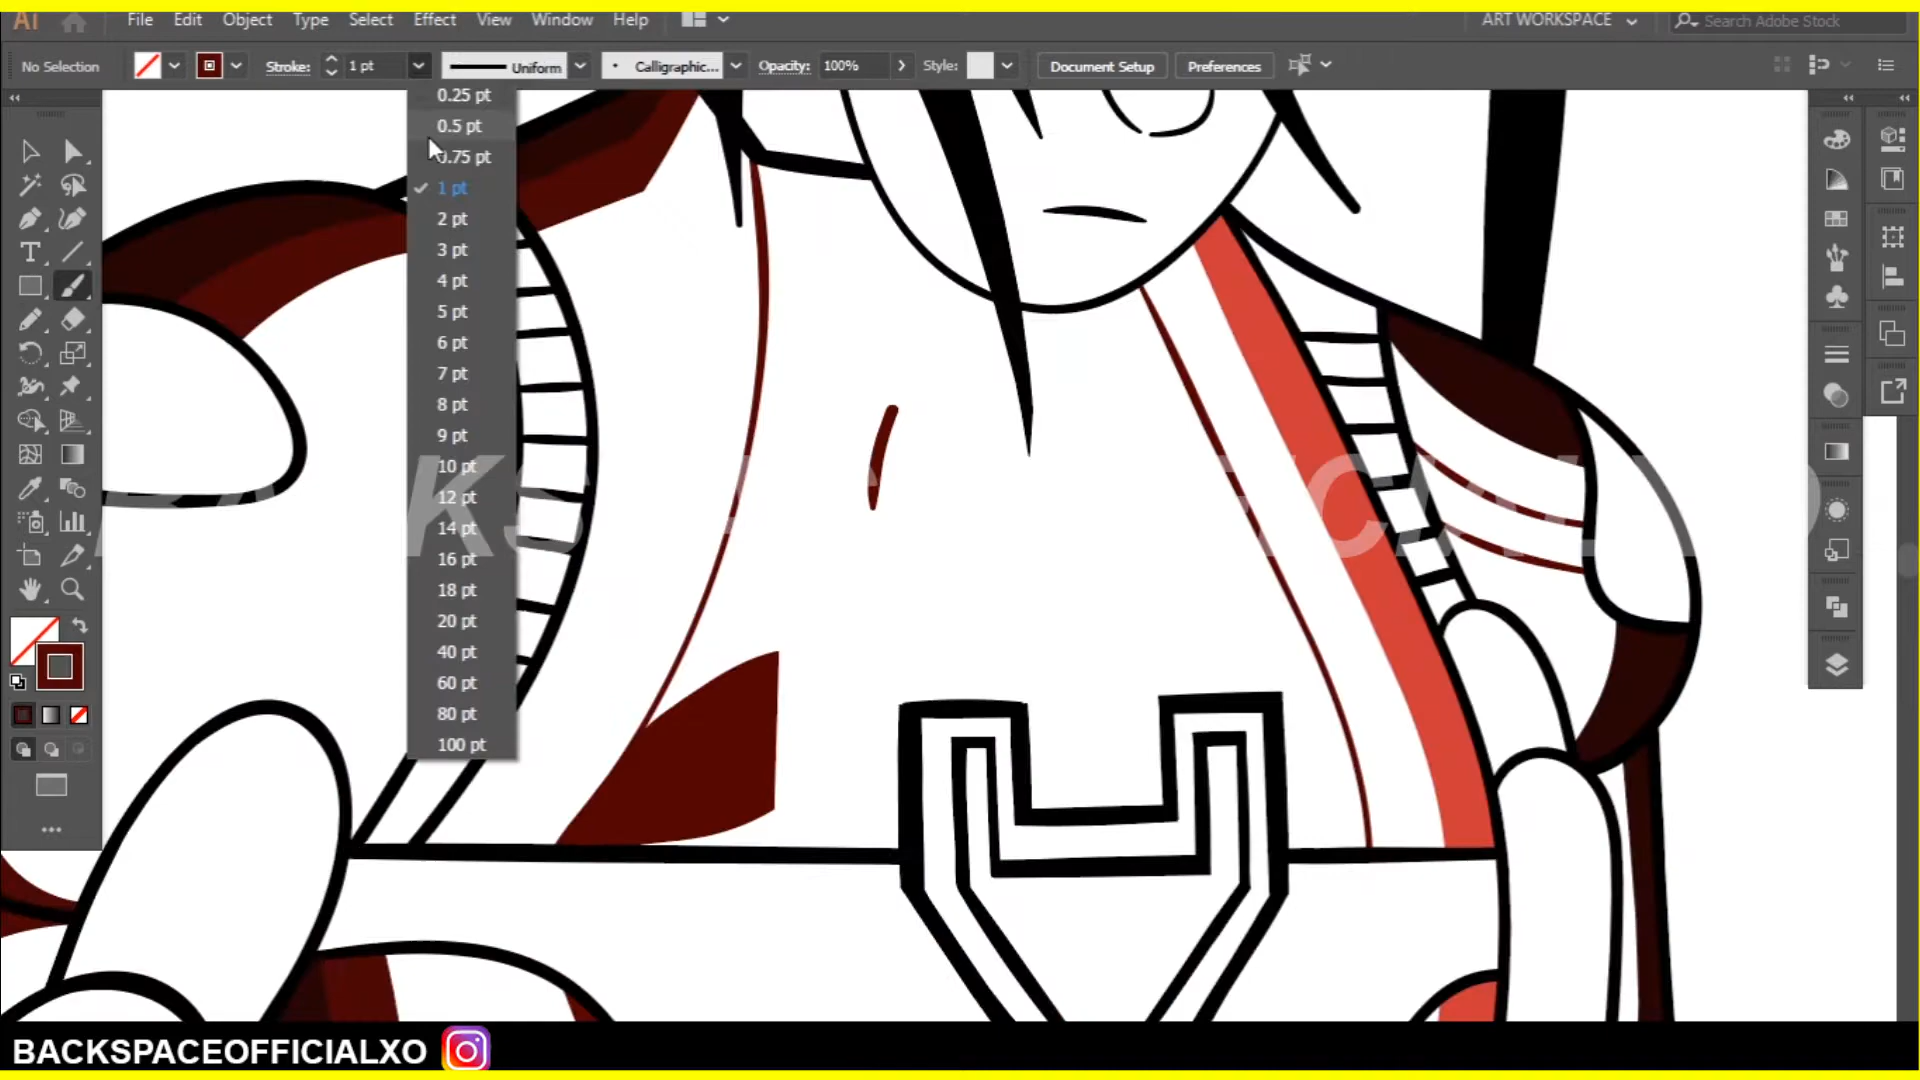 Ai File Edit Object Type Select Effect View Window Help ART WORKSPACE Search Adobe Stock
No Selection Stroke: 1 pt Uniform Calligraphic... Opacity: 100% Style: Document Setup Preferences
0.25 pt
0.5 pt
0.75 pt
1 pt
2 pt
3 pt
4 pt
5 pt
6 pt
7 pt
8 pt
9 pt
10 pt
12 pt
14 pt
16 pt
18 pt
20 pt
40 pt
60 pt
80 pt
100 pt
BACKSPACEOFFICIALXO